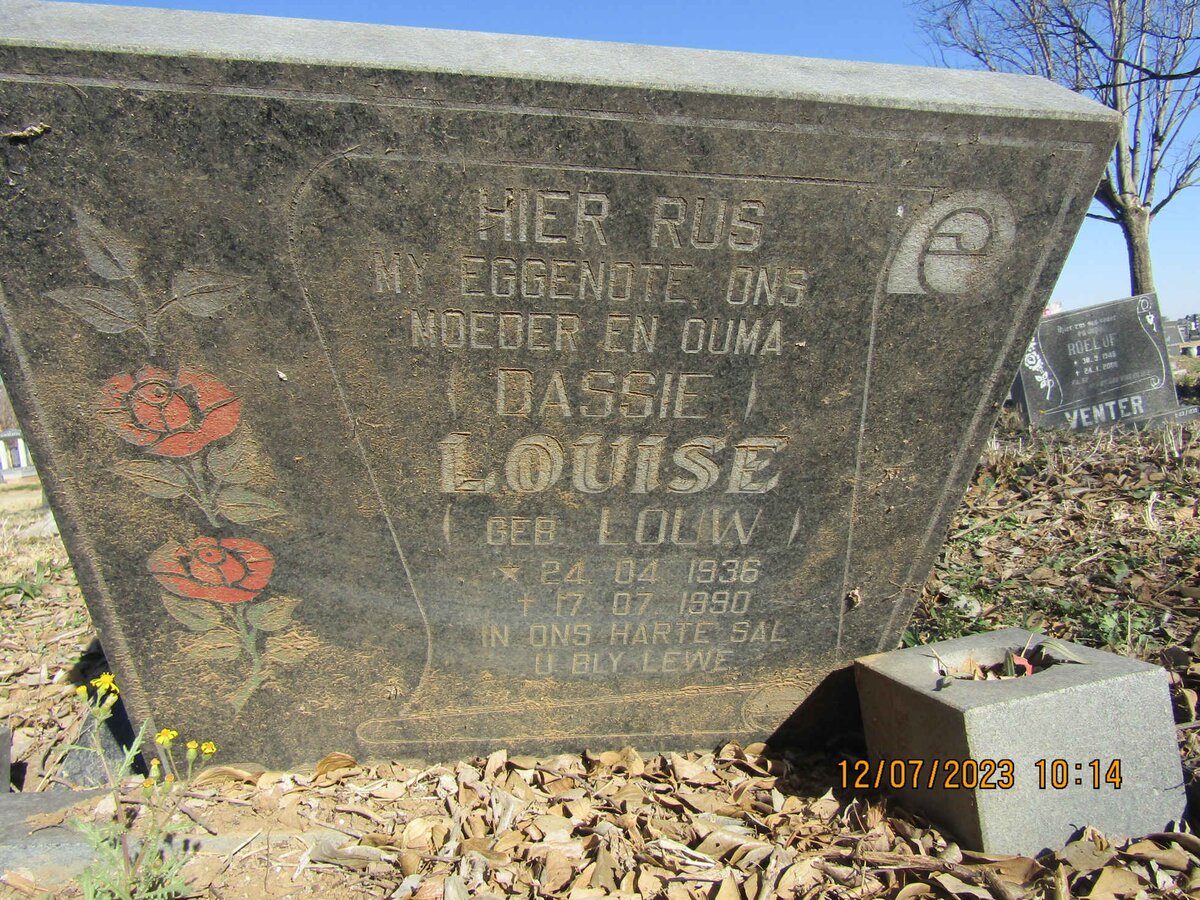 HIER RUS
MY EGGENOTE, ONS
MOEDER EN OUMA
( DASSIE )
LOUISE
( GEB LOUW )
* 24 04 1936
† 17 07 1990
IN ONS HARTE SAL
U BLY LEWE
ROELOF
VENTER
12/07/2023 10:14